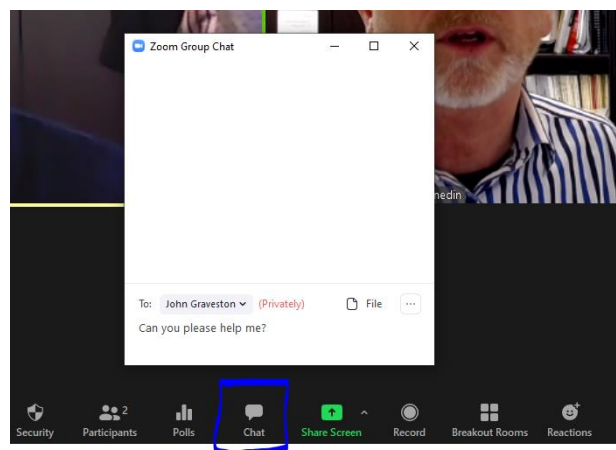 Zoom Group Chat
nedin
To: John Graveston (Privately) File
Can you please help me?
2
Security Participants Polls Chat Share Screen Record Breakout Rooms Reactions